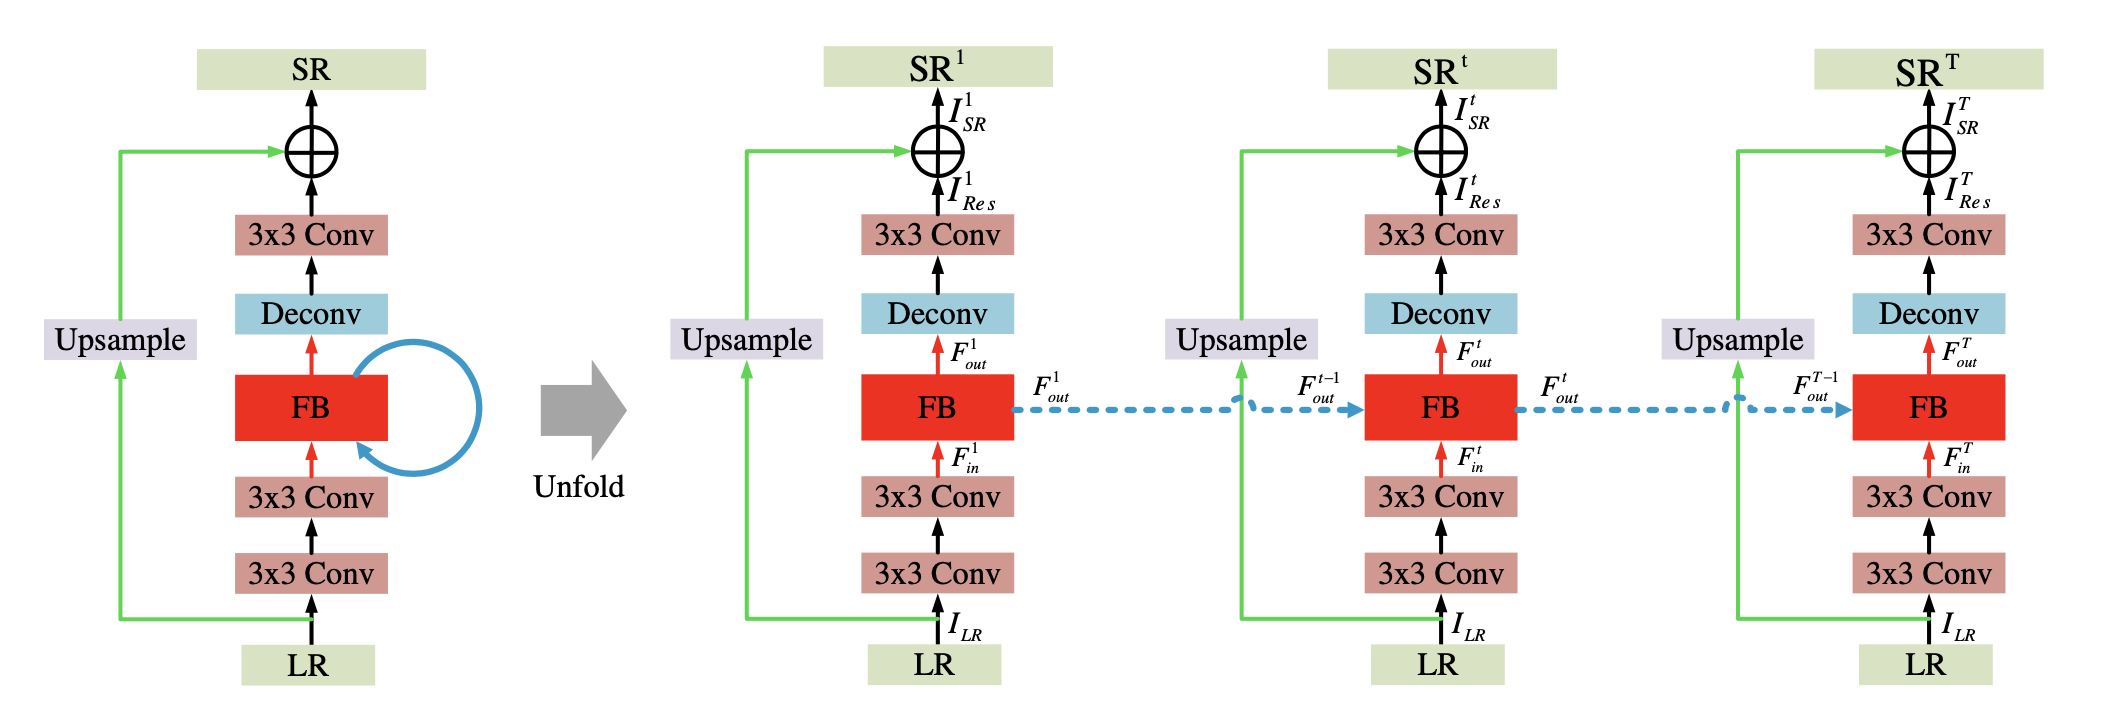 SR
3x3 Conv
Deconv
Upsample
FB
3x3 Conv
3x3 Conv
LR
Unfold
SR^1
I_{SR}^1
I_{Res}^1
3x3 Conv
Deconv
Upsample
F_{out}^1
FB
F_{out}^1
F_{in}^1
3x3 Conv
3x3 Conv
I_{LR}
LR
SR^t
I_{SR}^t
I_{Res}^t
3x3 Conv
Deconv
Upsample
F_{out}^t
F_{out}^{t-1}
FB
F_{out}^t
F_{in}^t
3x3 Conv
3x3 Conv
I_{LR}
LR
SR^T
I_{SR}^T
I_{Res}^T
3x3 Conv
Deconv
Upsample
F_{out}^T
F_{out}^{T-1}
FB
F_{in}^T
3x3 Conv
3x3 Conv
I_{LR}
LR